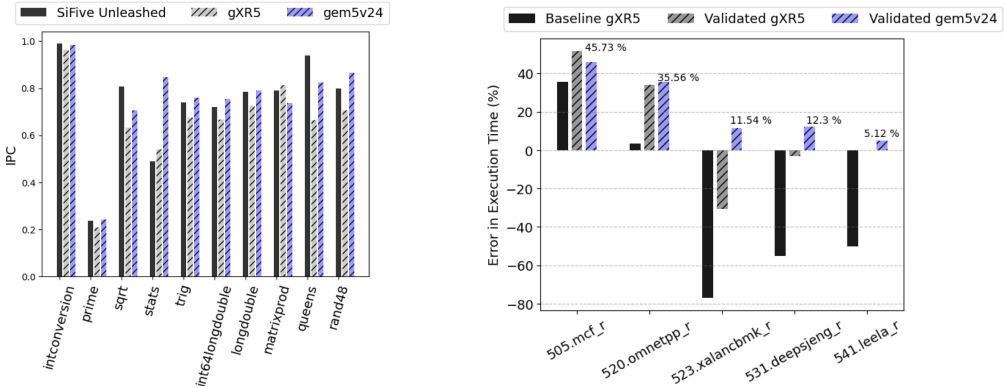 SiFive Unleashed gXR5 gem5v24
IPC
1.0
0.8
0.6
0.4
0.2
0.0
intconversion
prime
sqrt
stats
trig
int64longdouble
longdouble
matrixprod
queens
rand48
Baseline gXR5 Validated gXR5 Validated gem5v24
Error in Execution Time (%)
40
20
0
−20
−40
−60
−80
45.73 %
35.56 %
11.54 %
12.3 %
5.12 %
505.mcf_r
520.omnetpp_r
523.xalancbmk_r
531.deepsjeng_r
541.leela_r